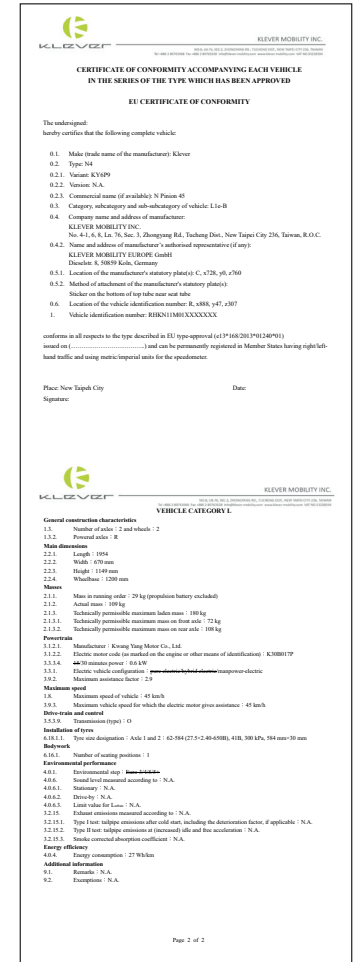 KLEVER
KLEVER MOBILITY INC.
CERTIFICATE OF CONFORMITY ACCOMPANYING EACH VEHICLE
IN THE SERIES OF THE TYPE WHICH HAS BEEN APPROVED
EU CERTIFICATE OF CONFORMITY
The undersigned:
hereby certifies that the following complete vehicle:
0.1. Make (trade name of the manufacturer): Klever
0.2. Type: N4
0.2.1. Variant: KY6P9
0.2.2. Version: N.A.
0.2.3. Commercial name (if available): N Pinion 45
0.3. Category, subcategory and sub-subcategory of vehicle: L1e-B
0.4. Company name and address of manufacturer:
KLEVER MOBILITY INC.
No. 4-1, 6, 8, Ln. 76, Sec. 3, Zhongyang Rd., Tucheng Dist., New Taipei City 236, Taiwan, R.O.C.
0.4.2. Name and address of manufacturer's authorised representative (if any):
KLEVER MOBILITY EUROPE GmbH
Dieselstr. 8, 50859 Koln, Germany
0.5.1. Location of the manufacturer's statutory plate(s): C, x728, y0, z760
0.5.2. Method of attachment of the manufacturer's statutory plate(s):
Sticker on the bottom of top tube near seat tube
0.6. Location of the vehicle identification number: R, x888, y47, z307
1. Vehicle identification number: RHKN11M01XXXXXXX
conforms in all respects to the type described in EU type-approval (e13*168/2013*01240*01)
issued on (……………………………) and can be permanently registered in Member States having right/left-
hand traffic and using metric/imperial units for the speedometer.
Place: New Taipeh City Date:
Signature:
KLEVER
KLEVER MOBILITY INC.
VEHICLE CATEGORY L
General construction characteristics
1.3. Number of axles：2 and wheels：2
1.3.2. Powered axles：R
Main dimensions
2.2.1. Length：1954
2.2.2. Width：670 mm
2.2.3. Height：1149 mm
2.2.4. Wheelbase：1200 mm
Masses
2.1.1. Mass in running order：29 kg (propulsion battery excluded)
2.1.2. Actual mass：109 kg
2.1.3. Technically permissible maximum laden mass：180 kg
2.1.3.1. Technically permissible maximum mass on front axle：72 kg
2.1.3.2. Technically permissible maximum mass on rear axle：108 kg
Powertrain
3.1.2.1. Manufacturer：Kwang Yang Motor Co., Ltd.
3.1.2.2. Electric motor code (as marked on the engine or other means of identification)：K30B017P
3.3.3.4. 15/30 minutes power：0.6 kW
3.3.1. Electric vehicle configuration：pure electric/hybrid electric/manpower-electric
3.9.2. Maximum assistance factor：2.9
Maximum speed
1.8. Maximum speed of vehicle：45 km/h
3.9.3. Maximum vehicle speed for which the electric motor gives assistance：45 km/h
Drive-train and control
3.5.3.9. Transmission (type)：O
Installation of tyres
6.18.1.1. Tyre size designation：Axle 1 and 2：62-584 (27.5×2.40-650B), 41B, 300 kPa, 584 mm×30 mm
Bodywork
6.16.1. Number of seating positions：1
Environmental performance
4.0.1. Environmental step：
4.0.6. Sound level measured according to：N.A.
4.0.6.1. Stationary：N.A.
4.0.6.2. Drive-by：N.A.
4.0.6.3. Limit value for Lurban：N.A.
3.2.15. Exhaust emissions measured according to：N.A.
3.2.15.1. Type I test: tailpipe emissions after cold start, including the deterioration factor, if applicable：N.A.
3.2.15.2. Type II test: tailpipe emissions at (increased) idle and free acceleration：N.A.
3.2.15.3. Smoke corrected absorption coefficient：N.A.
Energy efficiency
4.0.4. Energy consumption：27 Wh/km
Additional information
9.1. Remarks：N.A.
9.2. Exemptions：N.A.
Page 2 of 2